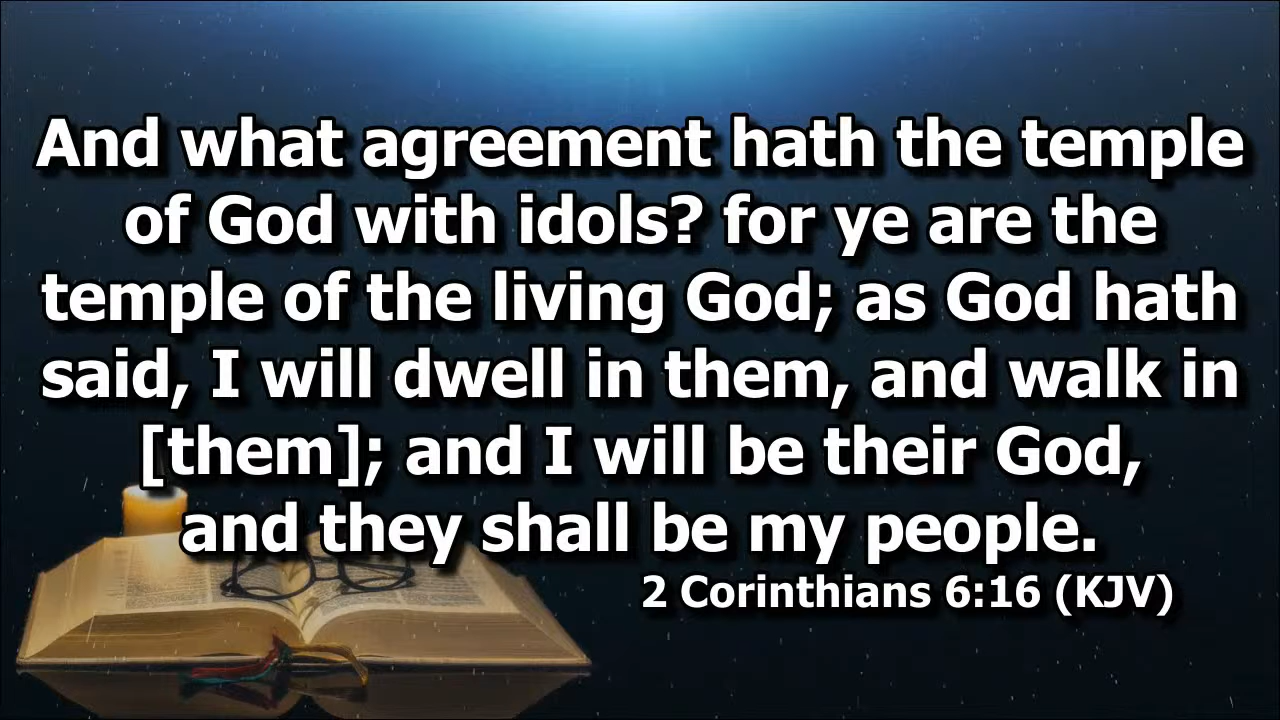 And what agreement hath the temple
of God with idols? for ye are the
temple of the living God; as God hath
said, I will dwell in them, and walk in
[them]; and I will be their God,
and they shall be my people.
2 Corinthians 6:16 (KJV)